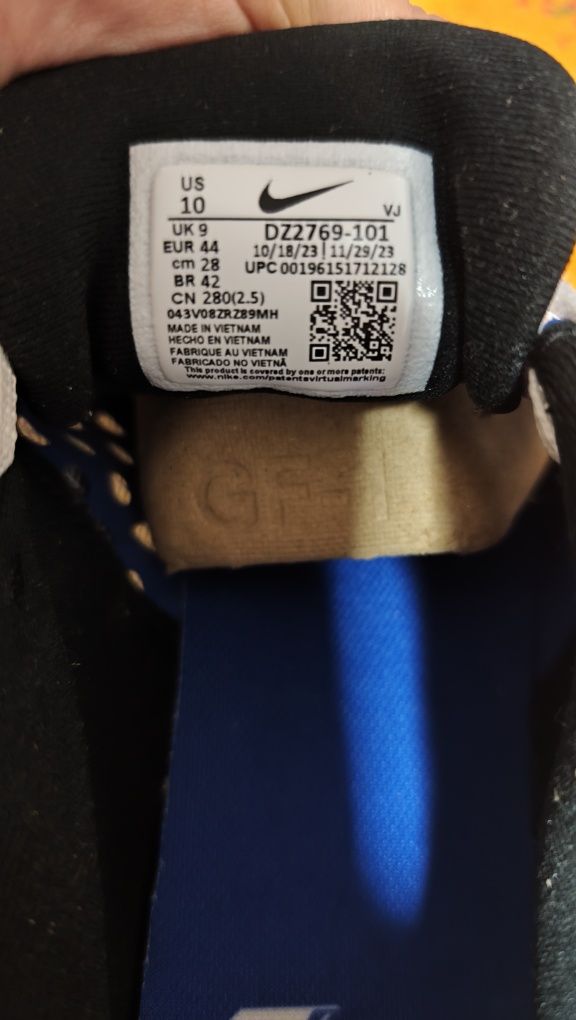 US
10
VJ
UK 9
DZ2769-101
EUR 44
10/18/23 | 11/29/23
cm 28
UPC 00196151712128
BR 42
CN 280(2.5)
043V08ZRZ89MH
MADE IN VIETNAM
HECHO EN VIETNAM
FABRIQUE AU VIETNAM
FABRICADO NO VIETNÃ
This product is covered by one or more patents:
www.nike.com/patentsvirtualmarking
GF-1